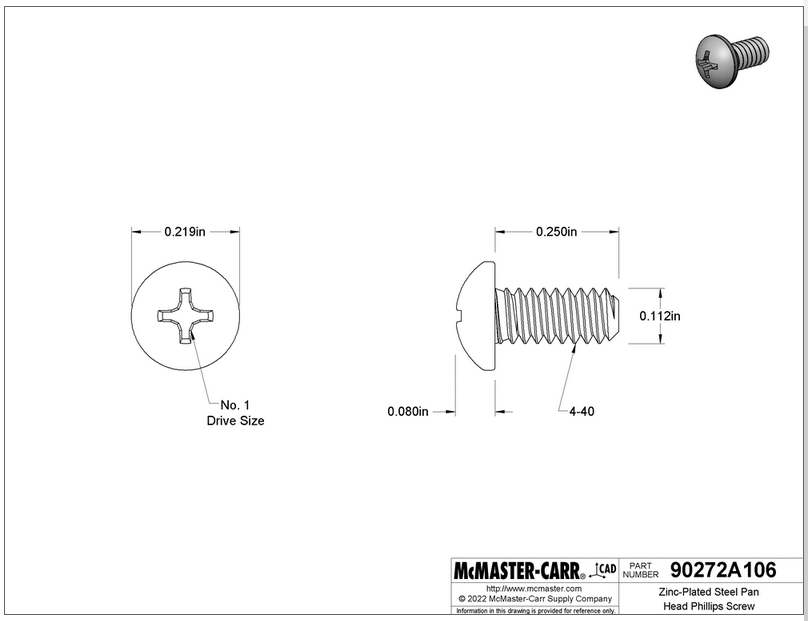 0.219in
0.250in
0.112in
No. 1
Drive Size
0.080in
4-40
McMASTER-CARR® CAD
PART
NUMBER
90272A106
http://www.mcmaster.com
© 2022 McMaster-Carr Supply Company
Information in this drawing is provided for reference only.
Zinc-Plated Steel Pan
Head Phillips Screw